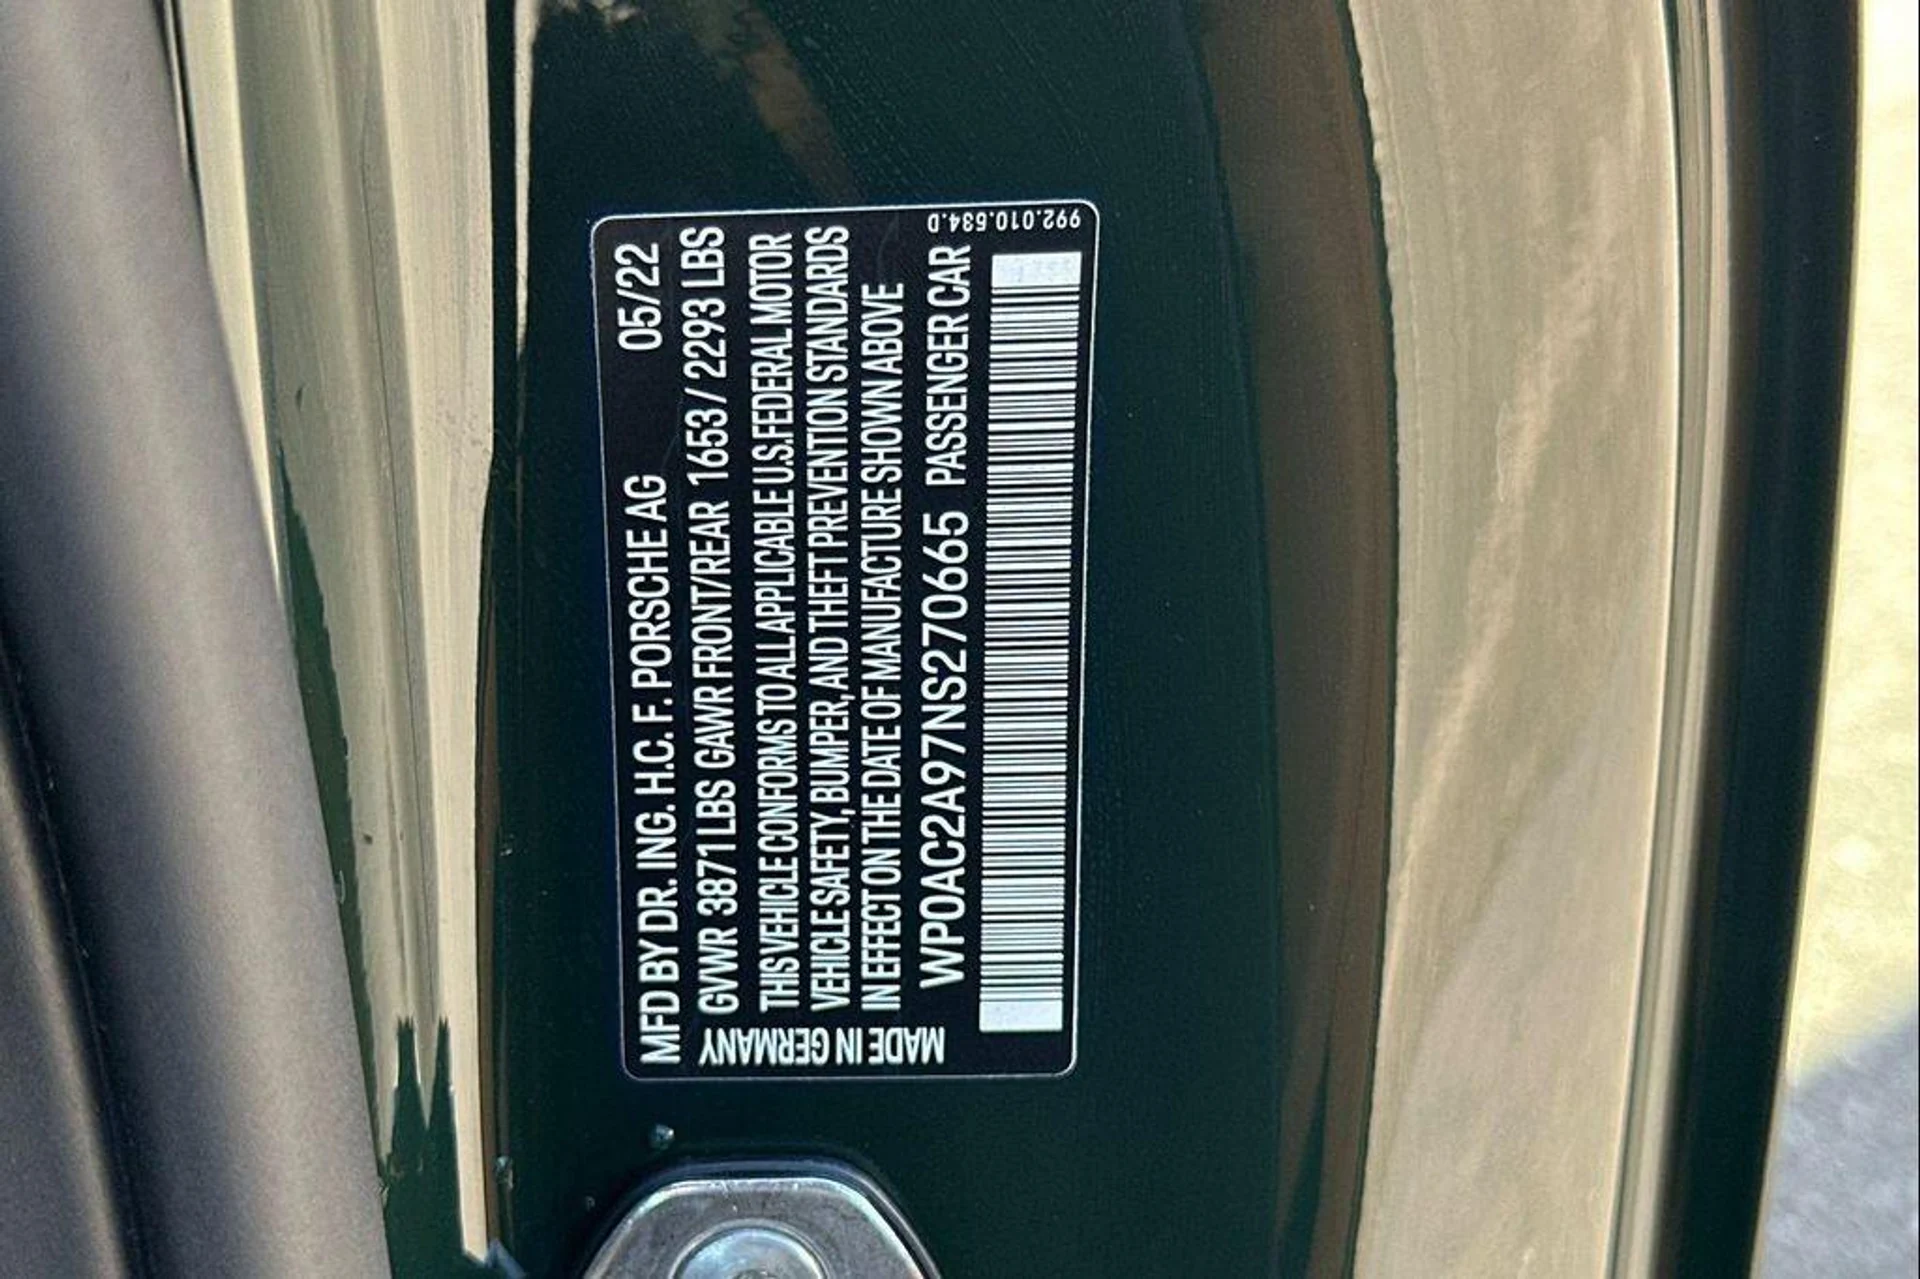 MFD BY DR. ING. H.C. F. PORSCHE AG 05/22
GVWR 3871 LBS GAWR FRONT/REAR 1653 / 2293 LBS
THIS VEHICLE CONFORMS TO ALL APPLICABLE U.S. FEDERAL MOTOR
VEHICLE SAFETY, BUMPER, AND THEFT PREVENTION STANDARDS
IN EFFECT ON THE DATE OF MANUFACTURE SHOWN ABOVE
WP0AC2A97NS270665 PASSENGER CAR
MADE IN GERMANY
992.010.534.D